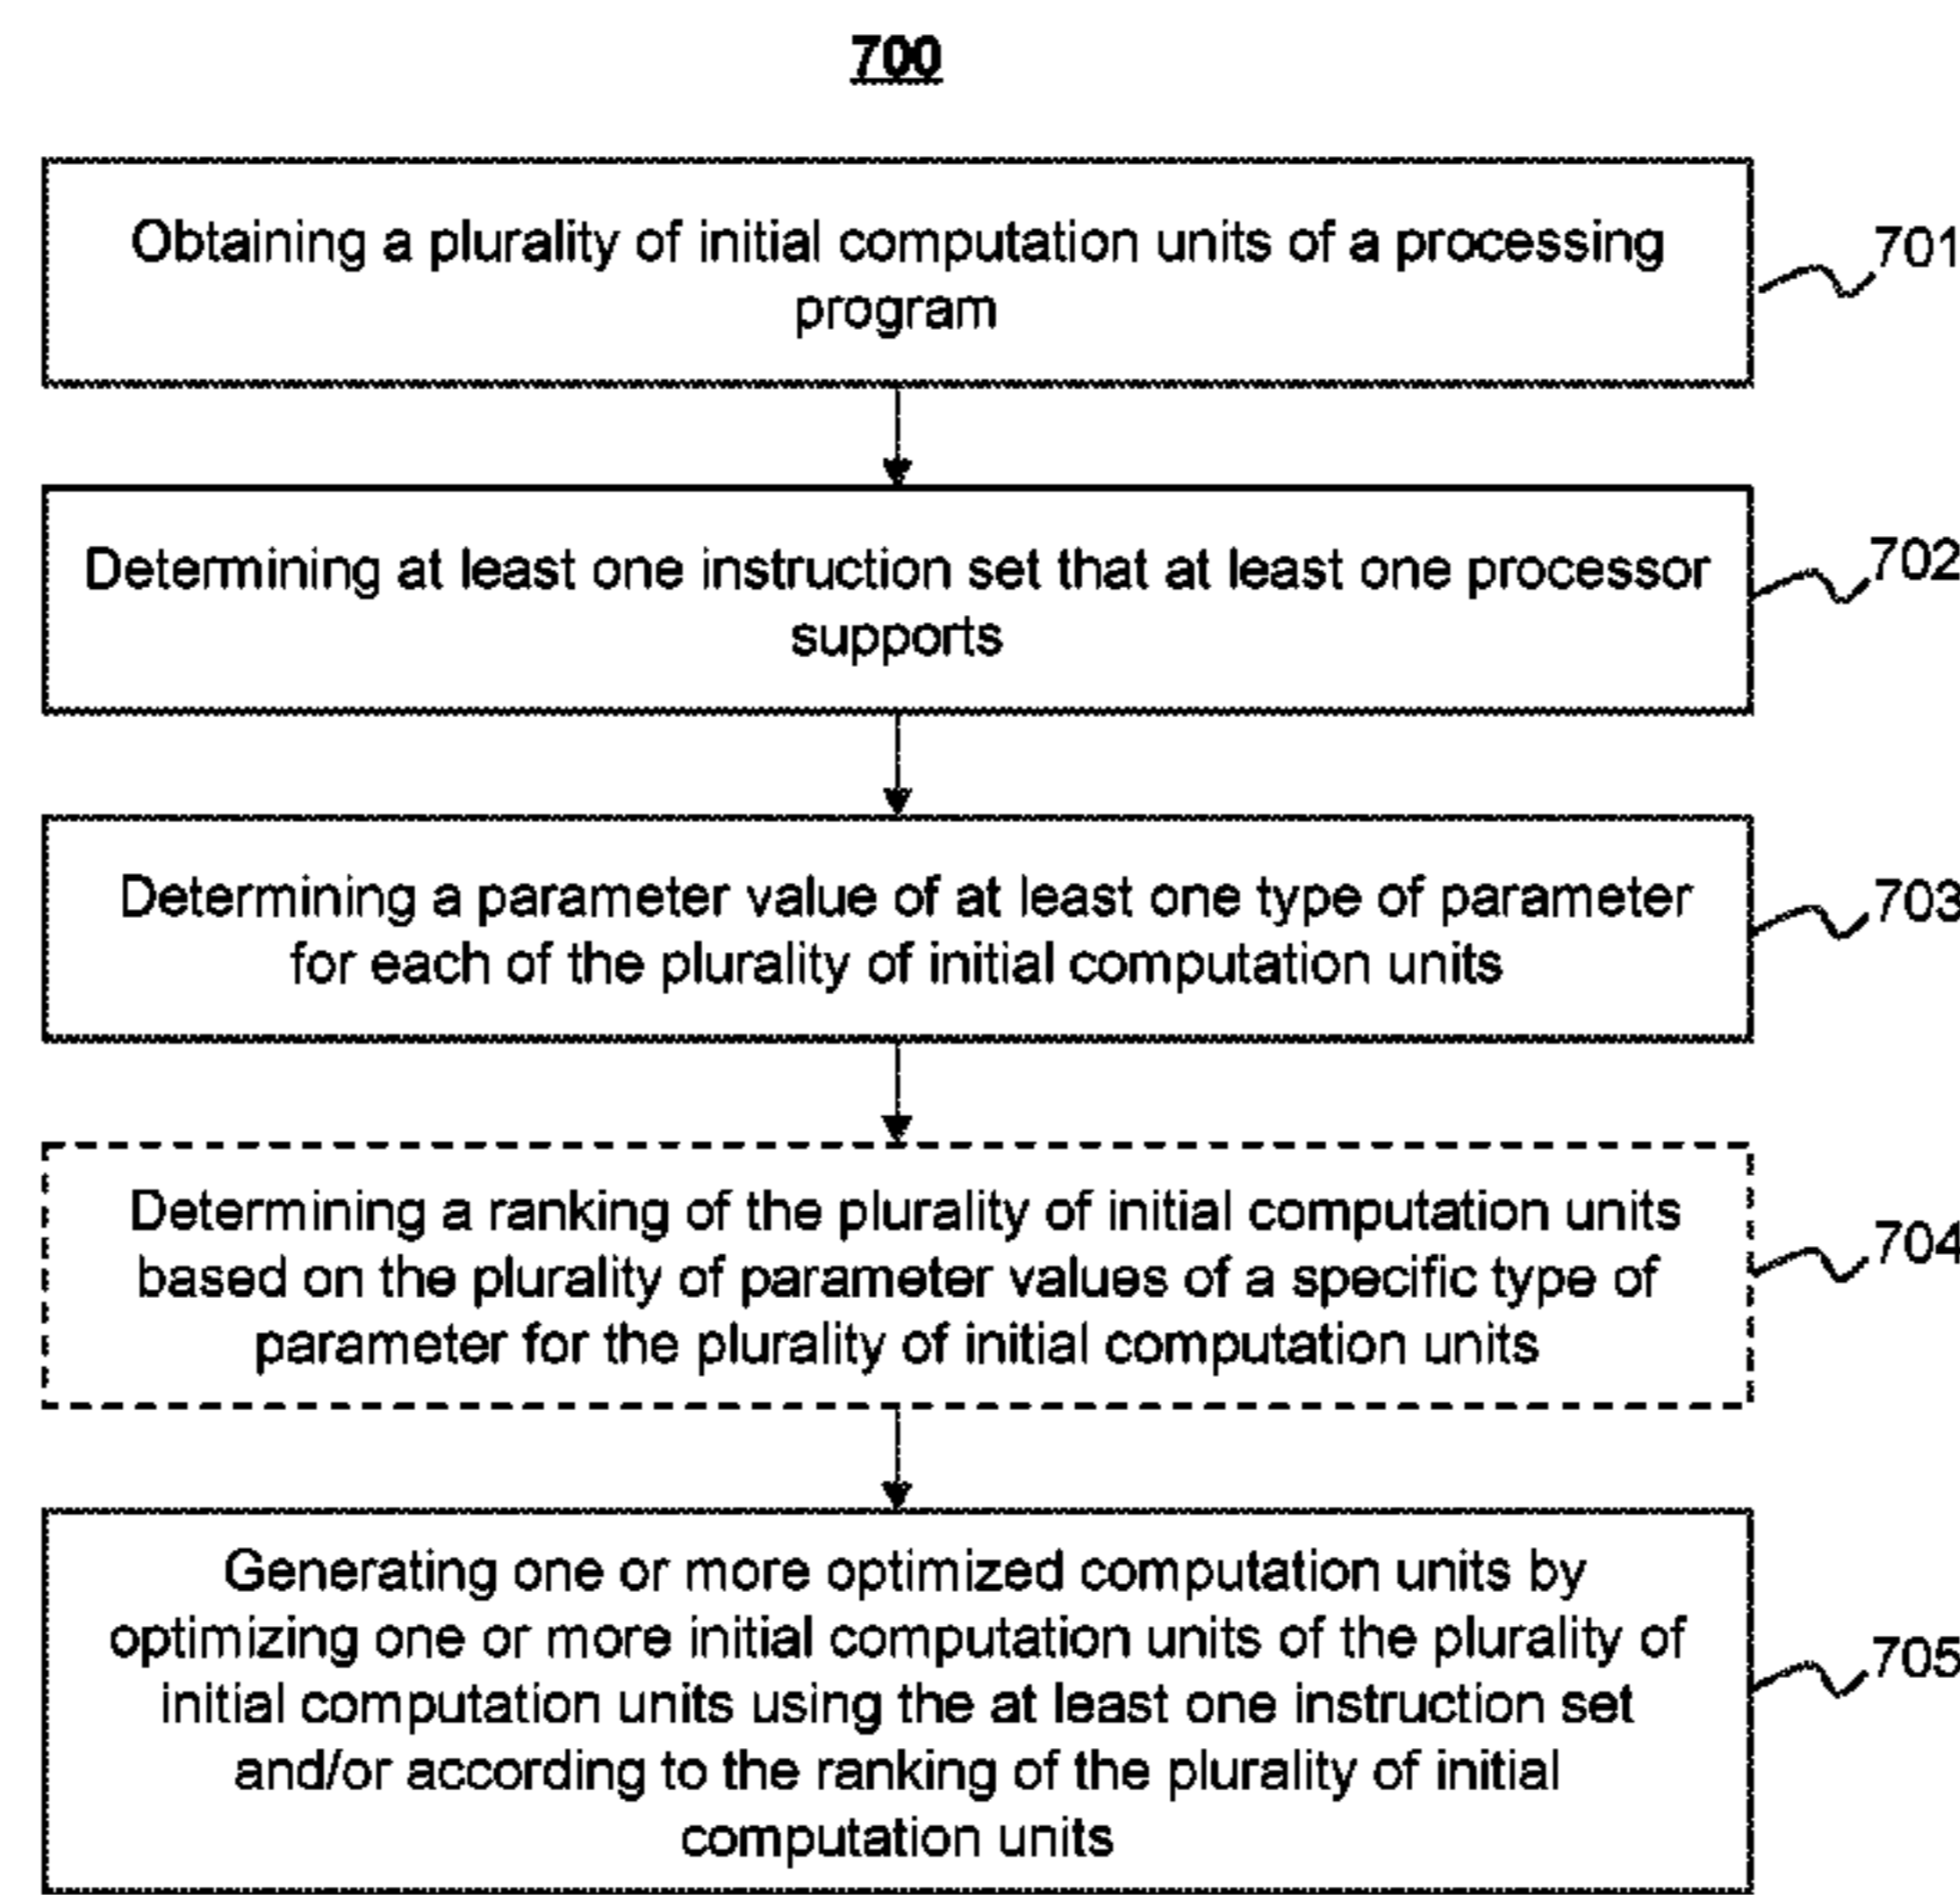 700
Obtaining a plurality of initial computation units of a processing
program
701
Determining at least one instruction set that at least one processor
supports
702
Determining a parameter value of at least one type of parameter
for each of the plurality of initial computation units
703
Determining a ranking of the plurality of initial computation units
based on the plurality of parameter values of a specific type of
parameter for the plurality of initial computation units
704
Generating one or more optimized computation units by
optimizing one or more initial computation units of the plurality of
initial computation units using the at least one instruction set
and/or according to the ranking of the plurality of initial
computation units
705